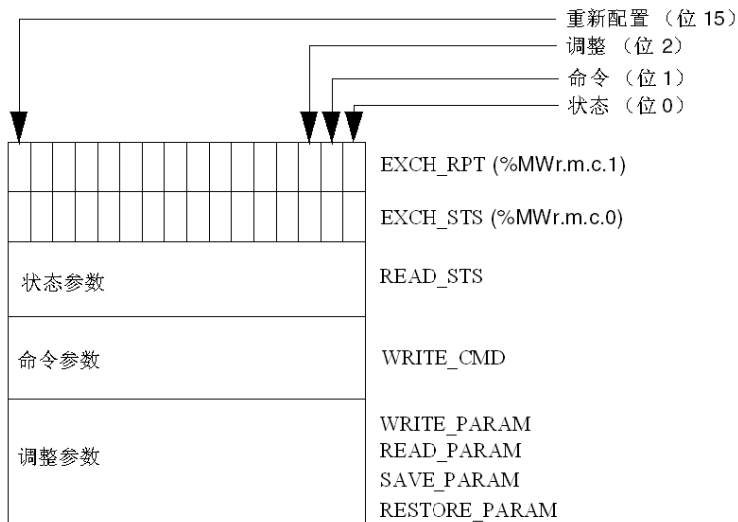 重新配置 （位 15）
调整 （位 2）
命令 （位 1）
状态 （位 0）
EXCH_RPT (%MWr.m.c.1)
EXCH_STS (%MWr.m.c.0)
状态参数 READ_STS
命令参数 WRITE_CMD
WRITE_PARAM
调整参数 READ_PARAM
SAVE_PARAM
RESTORE_PARAM